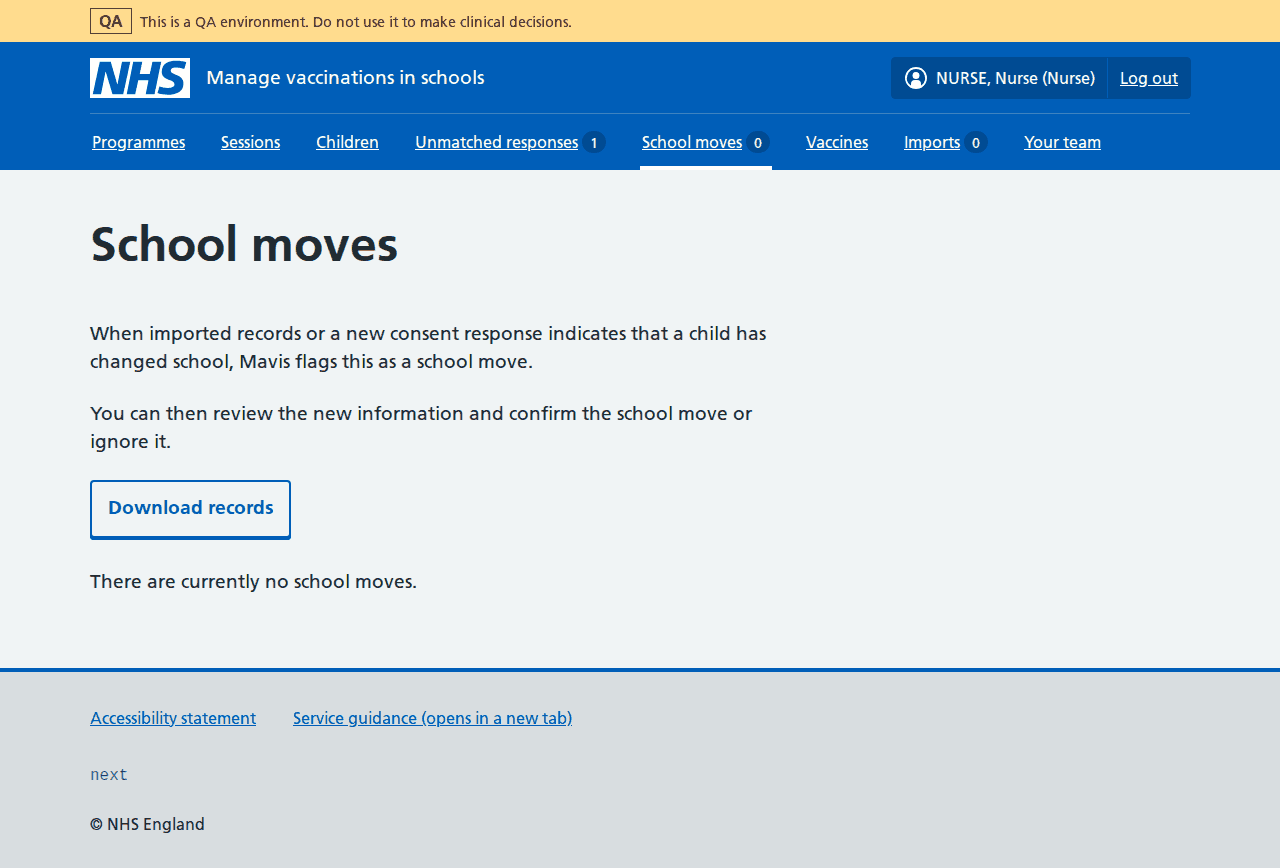 QA This is a QA environment. Do not use it to make clinical decisions.
NHS Manage vaccinations in schools NURSE, Nurse (Nurse) Log out
Programmes Sessions Children Unmatched responses 1 School moves 0 Vaccines Imports 0 Your team
School moves
When imported records or a new consent response indicates that a child has
changed school, Mavis flags this as a school move.
You can then review the new information and confirm the school move or
ignore it.
Download records
There are currently no school moves.
Accessibility statement Service guidance (opens in a new tab)
next
© NHS England